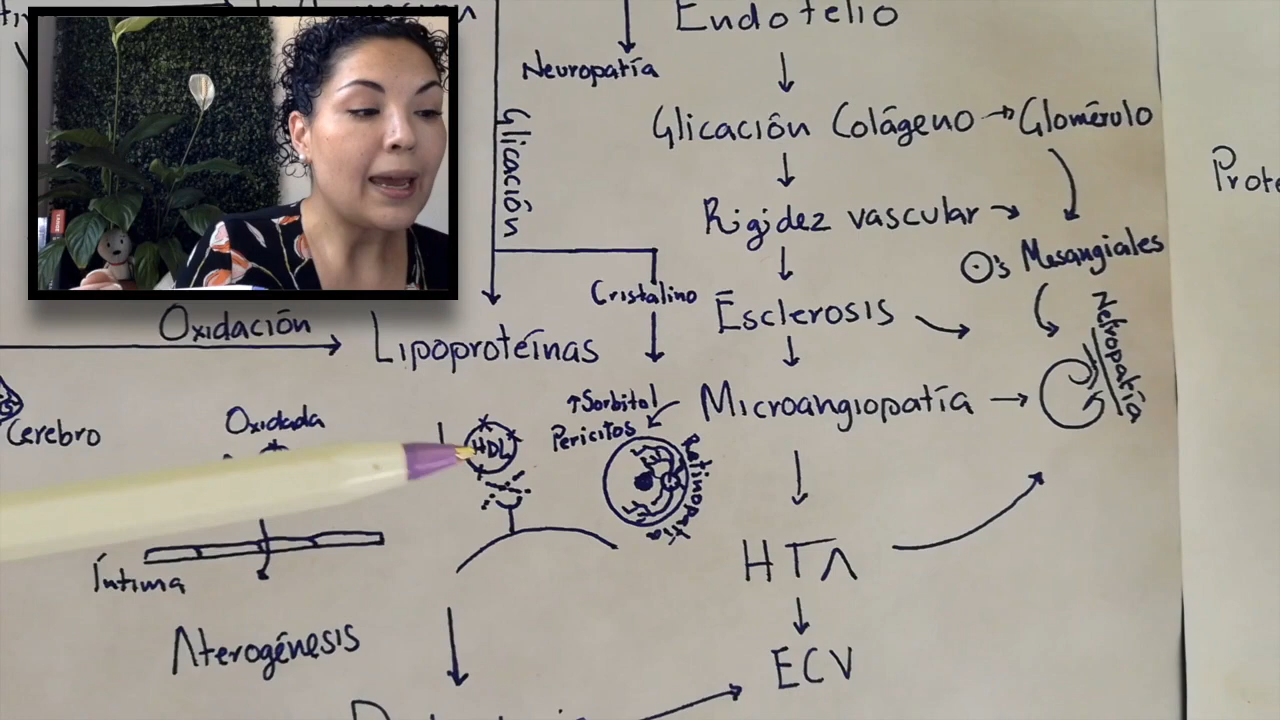 Endotelio
Neuropatía
Glicación
Glicación Colágeno → Glomérulo
Rigidez vascular →
Prote
Mesangiales
Cristalino
Esclerosis
Nefropatía
Oxidación
Lipoproteínas
↑Sorbitol
Microangiopatía →
Pericitos
Retinopatía
Cerebro
Oxidada
HDL
HTA
Íntima
Aterogénesis
ECV